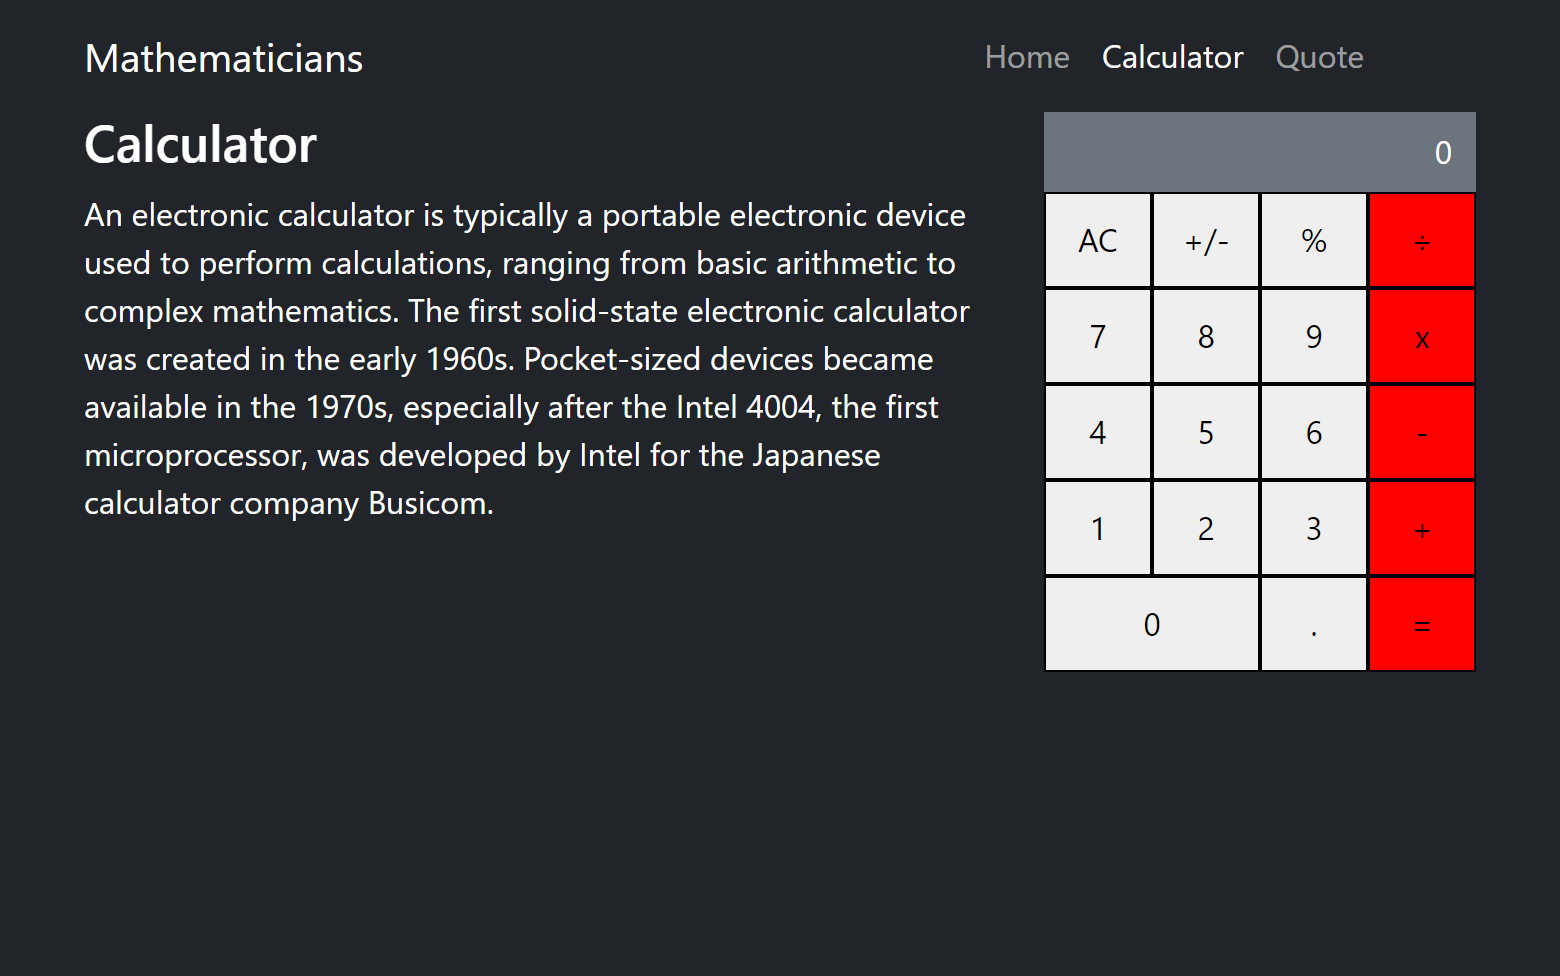 Mathematicians
Home Calculator Quote
Calculator
An electronic calculator is typically a portable electronic device
used to perform calculations, ranging from basic arithmetic to
complex mathematics. The first solid-state electronic calculator
was created in the early 1960s. Pocket-sized devices became
available in the 1970s, especially after the Intel 4004, the first
microprocessor, was developed by Intel for the Japanese
calculator company Busicom.
0
AC +/- % ÷
7 8 9 x
4 5 6 -
1 2 3 +
0 . =